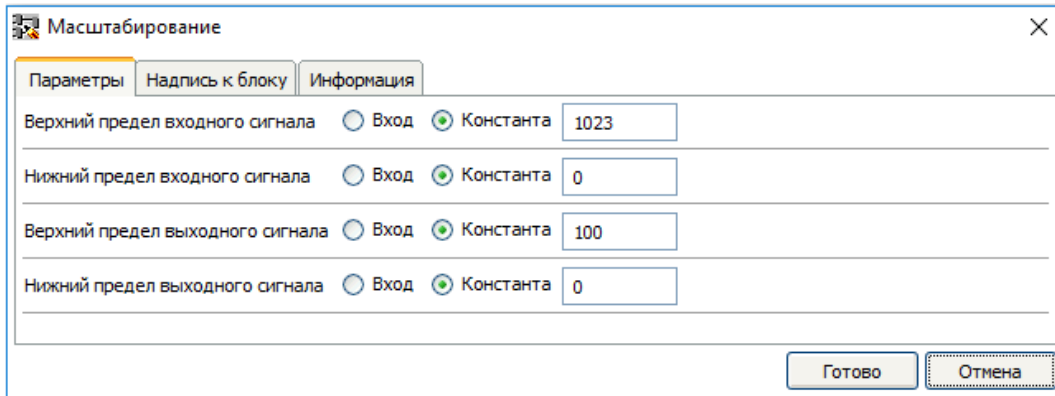 Масштабирование
Параметры Надпись к блоку Информация
Верхний предел входного сигнала Вход Константа 1023
Нижний предел входного сигнала Вход Константа 0
Верхний предел выходного сигнала Вход Константа 100
Нижний предел выходного сигнала Вход Константа 0
Готово Отмена